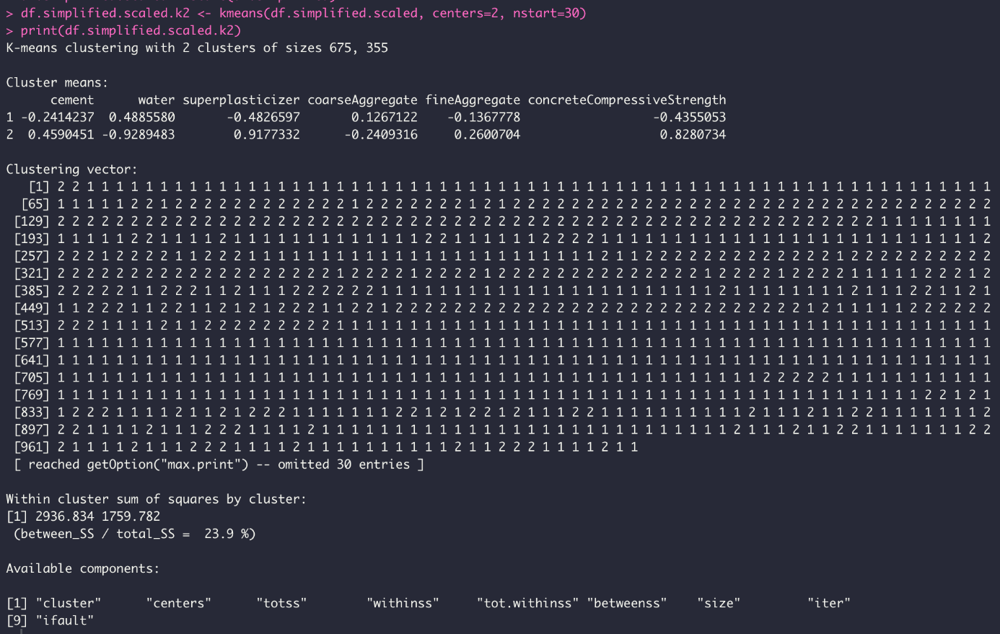 > df.simplified.scaled.k2 <- kmeans(df.simplified.scaled, centers=2, nstart=30)
> print(df.simplified.scaled.k2)
K-means clustering with 2 clusters of sizes 675, 355
Cluster means:
cement water superplasticizer coarseAggregate fineAggregate concreteCompressiveStrength
1 -0.2414237 0.4885580 -0.4826597 0.1267122 -0.1367778 -0.4355053
2 0.4590451 -0.9289483 0.9177332 -0.2409316 0.2600704 0.8280734
Clustering vector:
[1] 2 2 1 1 1 1 1 1 1 1 1 1 1 1 1 1 1 1 1 1 1 1 1 1 1 1 1 1 1 1 1 1 1 1 1 1 1 1 1 1 1 1 1 1 1 1 1 1 1 1 1 1 1 1 1 1 1 1 1 1 1 1 1 1
[65] 1 1 1 1 1 2 2 1 2 2 2 2 2 2 2 2 2 2 2 2 1 2 2 2 2 2 2 2 1 2 1 2 2 2 2 2 2 2 2 2 2 2 2 2 2 2 2 2 2 2 2 2 2 2 2 2 2 2 2 2
[129] 2 2 2 2 2 2 2 2 2 2 2 2 2 2 2 2 2 2 2 2 2 2 2 2 2 2 2 2 2 2 2 2 2 2 2 2 2 2 2 2 2 2 2 2 2 2 2 2 2 2 2 2 2 2 2 2 1 1 1 1 1 1 1 1
[193] 1 1 1 1 1 2 2 1 1 1 1 2 1 1 1 1 1 1 1 1 1 1 1 1 1 2 2 1 1 1 1 1 1 2 2 2 2 1 1 1 1 1 1 1 1 1 1 1 1 1 1 1 1 1 1 1 1 1 1 1 1 1 1 2
[257] 2 2 2 1 2 2 2 2 1 1 2 2 2 1 1 1 1 1 1 1 1 1 1 1 1 1 1 1 1 1 1 1 1 1 1 1 1 2 1 1 2 2 2 2 2 2 2 2 2 2 2 2 2 1 2 2 2 2 2 2 2 2 2 2
[321] 2 2 2 2 2 2 2 2 2 2 2 2 2 2 2 2 2 2 2 1 2 2 2 2 1 2 2 2 2 1 2 2 2 2 2 2 2 2 2 2 2 2 2 2 1 2 2 2 2 1 2 2 2 2 1 1 1 1 1 2 2 2 1 2
[385] 2 2 2 2 2 1 1 2 2 2 1 1 2 1 1 1 2 2 2 2 2 2 1 1 1 1 1 1 1 1 1 1 1 1 1 1 1 1 1 1 1 1 1 1 1 2 1 1 1 1 1 1 1 1 2 1 1 1 2 2 1 1 2 1
[449] 1 1 2 2 2 1 1 2 2 1 1 2 1 2 1 2 2 2 1 1 2 2 1 2 2 2 2 2 2 2 2 2 2 2 2 2 2 2 2 2 2 2 2 2 2 2 2 2 2 2 2 1 2 1 1 1 1 1 2 2 2 2 2 2
[513] 2 2 2 1 1 1 1 2 1 1 2 2 2 2 2 2 2 2 2 1 1 1 1 1 1 1 1 1 1 1 1 1 1 1 1 1 1 1 1 1 1 1 1 1 1 1 1 1 1 1 1 1 1 1 1 1 1 1 1 1 1 1 1 1
[577] 1 1 1 1 1 1 1 1 1 1 1 1 1 1 1 1 1 1 1 1 1 1 1 1 1 1 1 1 1 1 1 1 1 1 1 1 1 1 1 1 1 1 1 1 1 1 1 1 1 1 1 1 1 1 1 1 1 1 1 1 1 1 1 1
[641] 1 1 1 1 1 1 1 1 1 1 1 1 1 1 1 1 1 1 1 1 1 1 1 1 1 1 1 1 1 1 1 1 1 1 1 1 1 1 1 1 1 1 1 1 1 1 1 1 1 1 1 1 1 1 1 1 1 1 1 1 1 1 1 1
[705] 1 1 1 1 1 1 1 1 1 1 1 1 1 1 1 1 1 1 1 1 1 1 1 1 1 1 1 1 1 1 1 1 1 1 1 1 1 1 1 1 1 1 1 1 1 1 1 1 2 2 2 2 2 1 1 1 1 1 1 1 1 1 1 1
[769] 1 1 1 1 1 1 1 1 1 1 1 1 1 1 1 1 1 1 1 1 1 1 1 1 1 1 1 1 1 1 1 1 1 1 1 1 1 1 1 1 1 1 1 1 1 1 1 1 1 1 1 1 1 1 1 1 1 1 1 2 2 1 2 1
[833] 1 2 2 2 1 1 1 1 2 1 1 2 1 2 2 2 1 1 1 1 1 1 1 2 2 1 2 1 2 2 1 2 1 1 1 2 2 1 1 1 1 1 1 1 1 1 1 2 1 1 1 2 1 1 2 2 1 1 1 1 1 1 1 2
[897] 2 2 1 1 1 1 2 1 1 1 2 2 2 1 1 1 1 2 1 1 1 1 1 1 1 1 1 1 1 1 1 1 1 1 1 1 1 1 1 1 1 1 1 1 1 1 2 1 1 1 2 1 1 2 2 1 1 1 1 1 1 1 2 2
[961] 2 1 1 1 1 2 1 1 1 2 2 2 1 1 1 1 2 1 1 1 1 1 1 1 1 1 1 2 1 1 2 2 2 1 1 1 1 2 1 1
[ reached getOption("max.print") -- omitted 30 entries ]
Within cluster sum of squares by cluster:
[1] 2936.834 1759.782
(between_SS / total_SS = 23.9 %)
Available components:
[1] "cluster" "centers" "totss" "withinss" "tot.withinss" "betweenss" "size" "iter"
[9] "ifault"